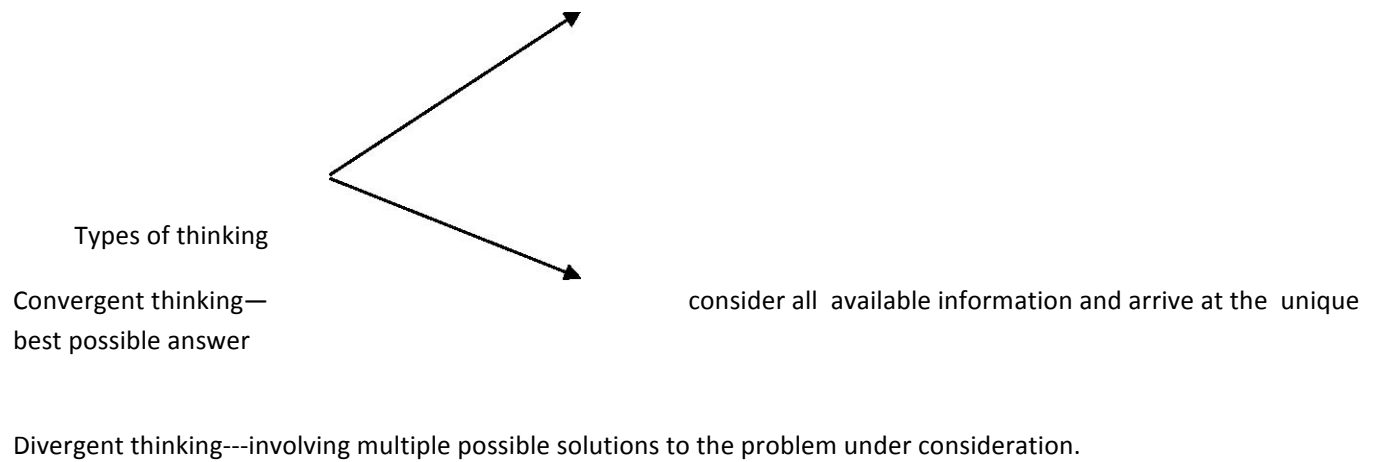 Types of thinking
Convergent thinking— consider all available information and arrive at the unique
best possible answer
Divergent thinking---involving multiple possible solutions to the problem under consideration.